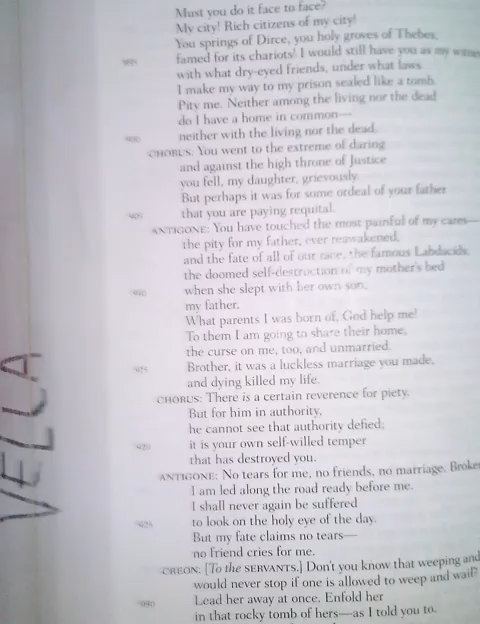 Must you do it face to face?
My city! Rich citizens of my city!
You springs of Dirce, you holy groves of Thebes,
famed for its chariots! I would still have you as my
with what dry-eyed friends, under what laws
I make my way to my prison sealed like a tomb.
Pity me. Neither among the living nor the dead
do I have a home in common—
neither with the living nor the dead.
CHORUS: You went to the extreme of daring
and against the high throne of Justice
you fell, my daughter, grievously.
But perhaps it was for some ordeal of your father
that you are paying requital.
ANTIGONE: You have touched the most painful of my cares—
the pity for my father, ever reawakened,
and the fate of all of our race, the famous Labdacids;
the doomed self-destruction of my mother's bed
when she slept with her own son,
my father.
What parents I was born of, God help me!
To them I am going to share their home,
the curse on me, too, and unmarried.
Brother, it was a luckless marriage you made,
and dying killed my life.
CHORUS: There is a certain reverence for piety.
But for him in authority,
he cannot see that authority defied;
920 it is your own self-willed temper
that has destroyed you.
ANTIGONE: No tears for me, no friends, no marriage.
I am led along the road ready before me.
I shall never again be suffered
to look on the holy eye of the day.
But my fate claims no tears—
no friend cries for me.
CREON: [To the SERVANTS.] Don't you know that weeping and
would never stop if one is allowed to weep and wail?
930 Lead her away at once. Enfold her
in that rocky tomb of hers—as I told you to.
VELLA